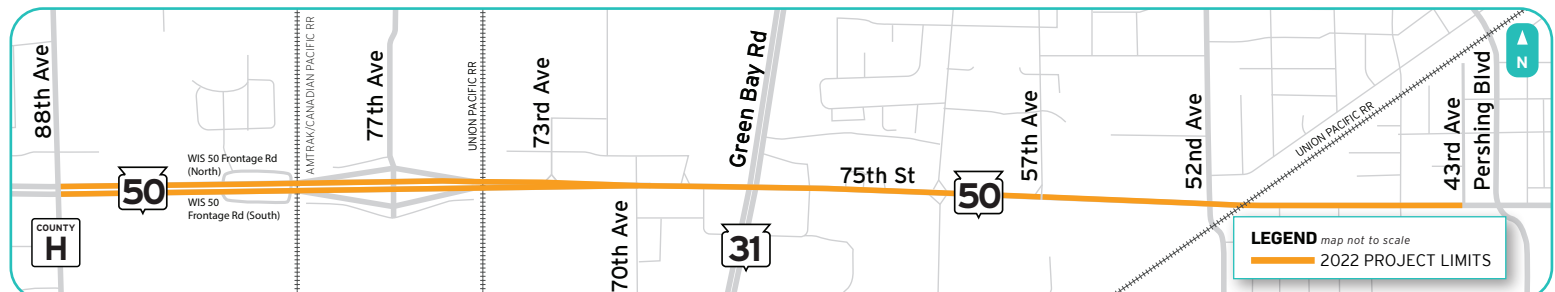 88th Ave
WIS 50 Frontage Rd
(North)
50
WIS 50
Frontage Rd (South)
COUNTY
H
AMTRAK/CANADIAN PACIFIC RR
77th Ave
UNION PACIFIC RR
73rd Ave
70th Ave
Green Bay Rd
31
75th St
50
57th Ave
52nd Ave
UNION PACIFIC RR
43rd Ave
Pershing Blvd
N
LEGEND map not to scale
2022 PROJECT LIMITS